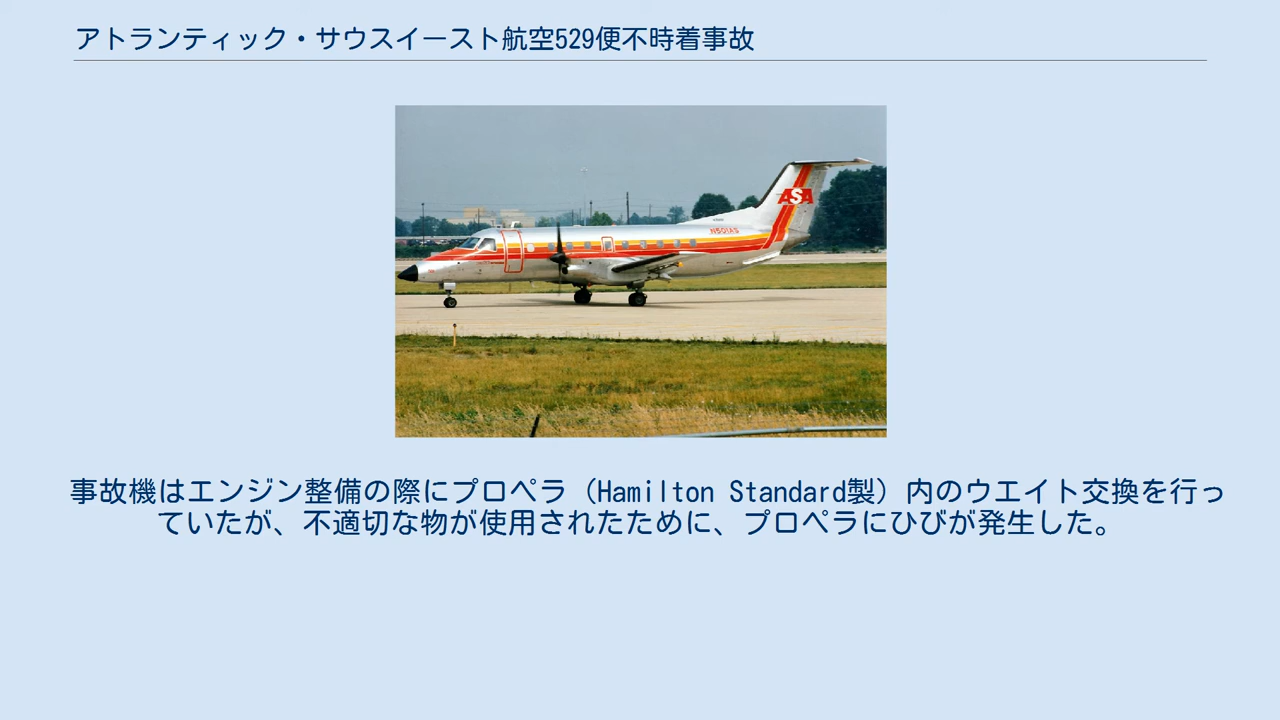 アトランティック・サウスイースト航空529便不時着事故
ASA
N501AS
事故機はエンジン整備の際にプロペラ（Hamilton Standard製）内のウエイト交換を行っ
ていたが、不適切な物が使用されたために、プロペラにひびが発生した。